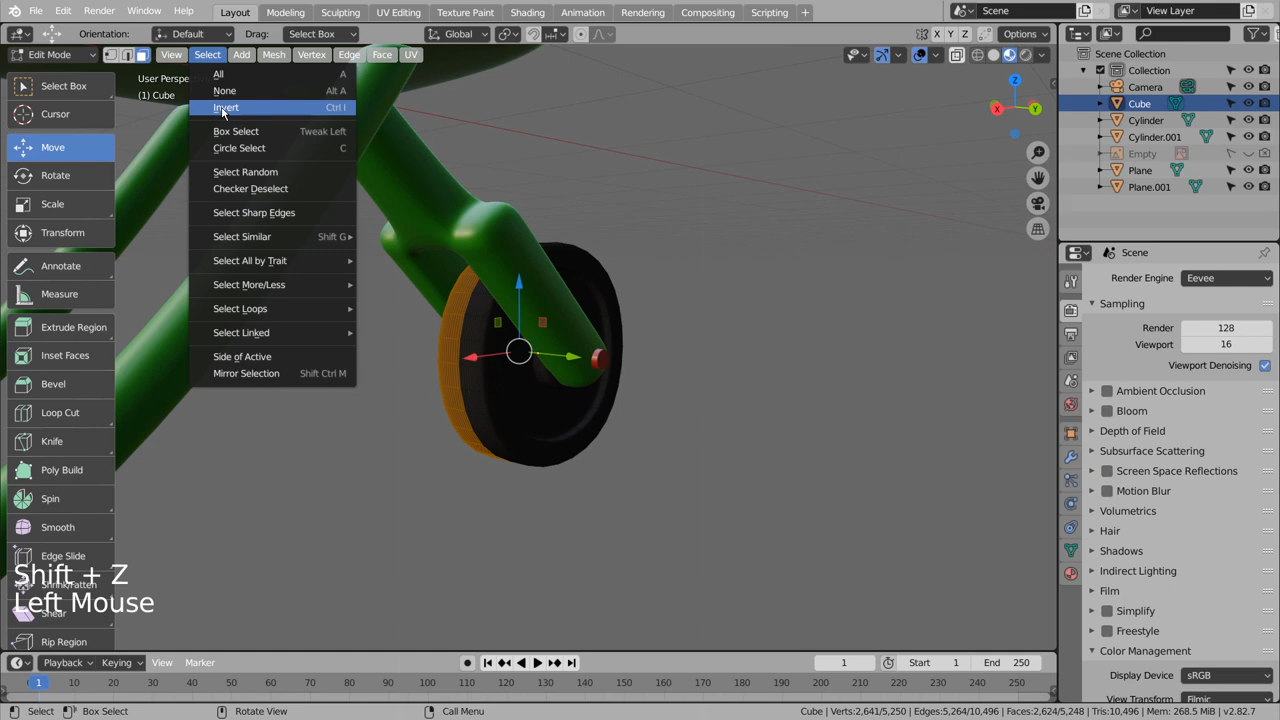 File Edit Render Window Help Layout Modeling Sculpting UV Editing Texture Paint Shading Animation Rendering Compositing Scripting + Scene View Layer
Orientation: Default Drag: Select Box Global X Y Z Options
Edit Mode View Select Add Mesh Vertex Edge Face UV
User Perspe
(1) Cube
Select Box
Cursor
Move
Rotate
Scale
Transform
Annotate
Measure
Extrude Region
Inset Faces
Bevel
Loop Cut
Knife
Poly Build
Spin
Smooth
Edge Slide
Shrink/Fatten
Shear
Rip Region
All A
None Alt A
Invert Ctrl I
Box Select Tweak Left
Circle Select C
Select Random
Checker Deselect
Select Sharp Edges
Select Similar Shift G
Select All by Trait
Select More/Less
Select Loops
Select Linked
Side of Active
Mirror Selection Shift Ctrl M
Shift + Z
Left Mouse
Z
X
Y
Scene Collection
Collection
Camera
Cube
Cylinder
Cylinder.001
Empty
Plane
Plane.001
Scene
Render Engine Eevee
Sampling
Render 128
Viewport 16
Viewport Denoising
Ambient Occlusion
Bloom
Depth of Field
Subsurface Scattering
Screen Space Reflections
Motion Blur
Volumetrics
Hair
Shadows
Indirect Lighting
Film
Simplify
Freestyle
Color Management
Display Device sRGB
View Transform Filmic
Playback Keying View Marker 1 Start 1 End 250
1 10 20 30 40 50 60 70 80 90 100 110 120 130 140 150 160 170 180 190 200 210 220 230 240 250
Select Box Select Rotate View Call Menu Cube | Verts:2,641/5,250 | Edges:5,264/10,496 | Faces:2,624/5,248 | Tris:10,496 | Mem: 268.5 MiB | v2.82.7